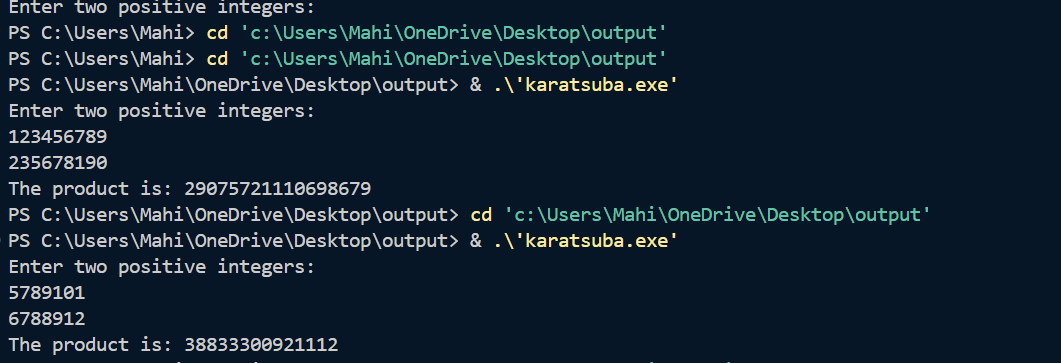 Enter two positive integers:
PS C:\Users\Mahi> cd 'c:\Users\Mahi\OneDrive\Desktop\output'
PS C:\Users\Mahi> cd 'c:\Users\Mahi\OneDrive\Desktop\output'
PS C:\Users\Mahi\OneDrive\Desktop\output> & .\'karatsuba.exe'
Enter two positive integers:
123456789
235678190
The product is: 29075721110698679
PS C:\Users\Mahi\OneDrive\Desktop\output> cd 'c:\Users\Mahi\OneDrive\Desktop\output'
PS C:\Users\Mahi\OneDrive\Desktop\output> & .\'karatsuba.exe'
Enter two positive integers:
5789101
6788912
The product is: 38833300921112